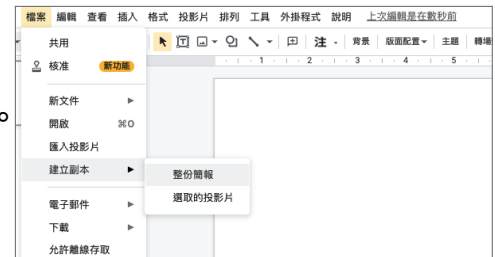 檔案 編輯 查看 插入 格式 投影片 排列 工具 外掛程式 說明 上次編輯是在數秒前
共用
背景 版面配置 主題 轉場
核准 新功能
1 2 3 4 5
新文件
開啟 ⌘O
匯入投影片
建立副本
整份簡報
選取的投影片
電子郵件
下載
允許離線存取